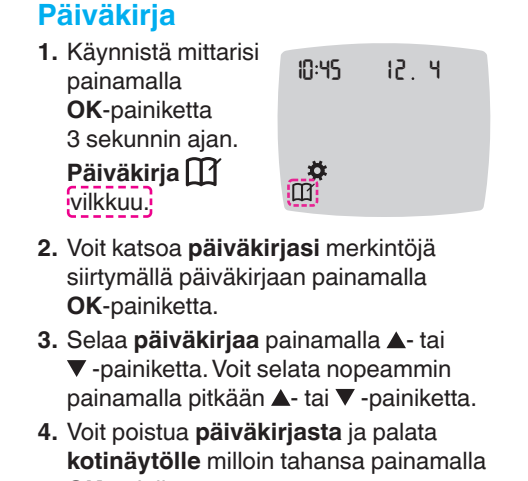 Päiväkirja
1. Käynnistä mittarisi
painamalla
OK-painiketta
3 sekunnin ajan.
Päiväkirja
vilkkuu.
10:45 12. 4
2. Voit katsoa päiväkirjasi merkintöjä
siirtymällä päiväkirjaan painamalla
OK-painiketta.
3. Selaa päiväkirjaa painamalla ▲- tai
▼ -painiketta. Voit selata nopeammin
painamalla pitkään ▲- tai ▼ -painiketta.
4. Voit poistua päiväkirjasta ja palata
kotinäytölle milloin tahansa painamalla